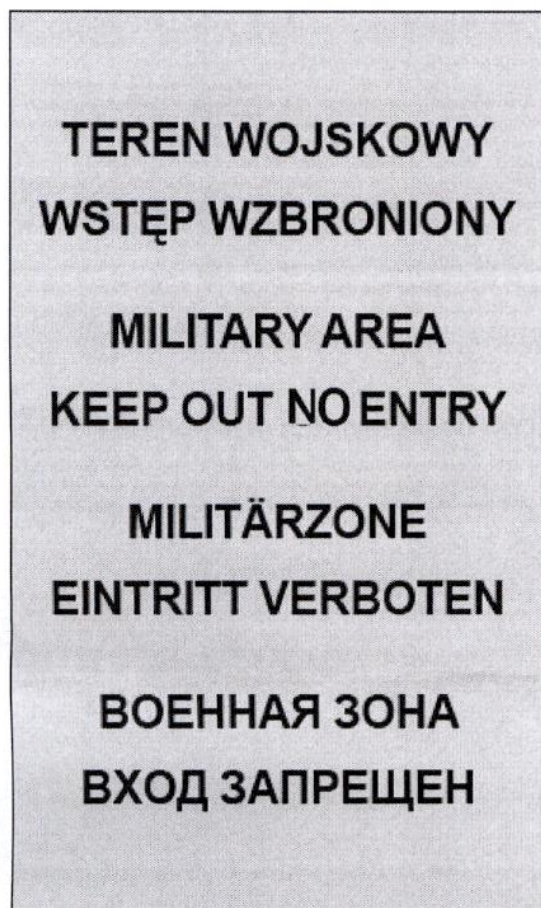 TEREN WOJSKOWY
WSTĘP WZBRONIONY
MILITARY AREA
KEEP OUT NO ENTRY
MILITÄRZONE
EINTRITT VERBOTEN
ВОЕННАЯ ЗОНА
ВХОД ЗАПРЕЩЕН